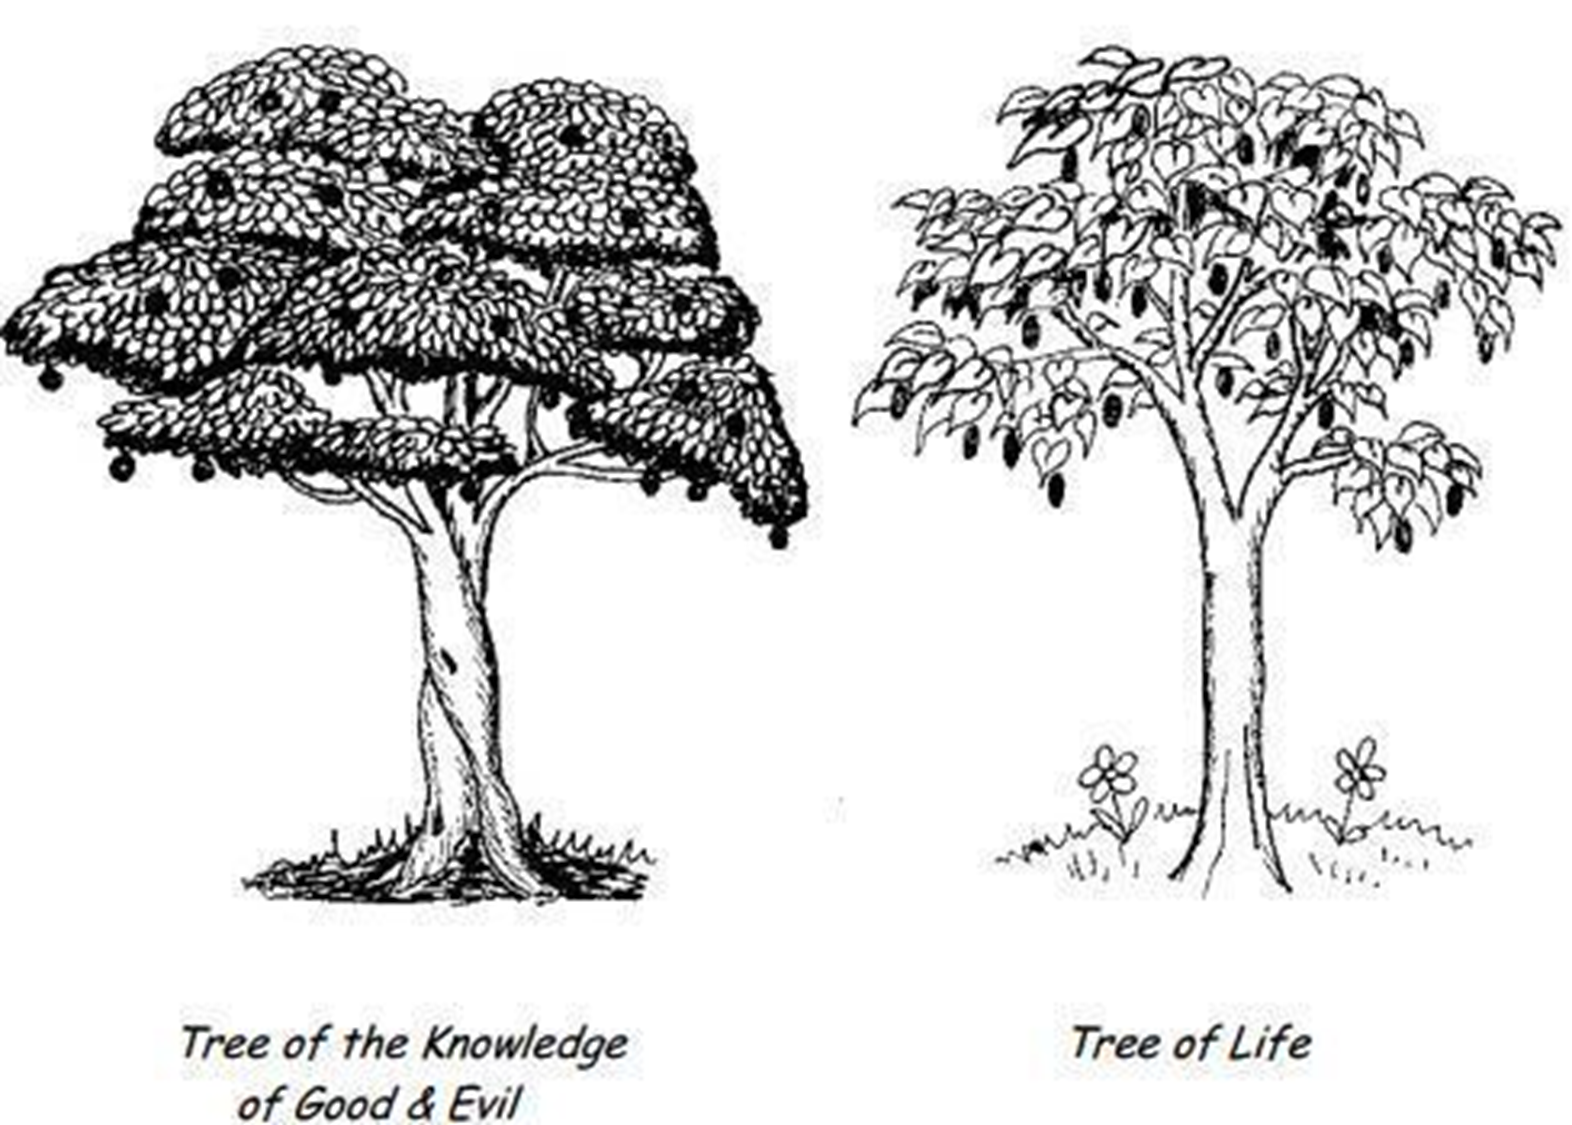 Tree of the Knowledge
of Good & Evil
Tree of Life